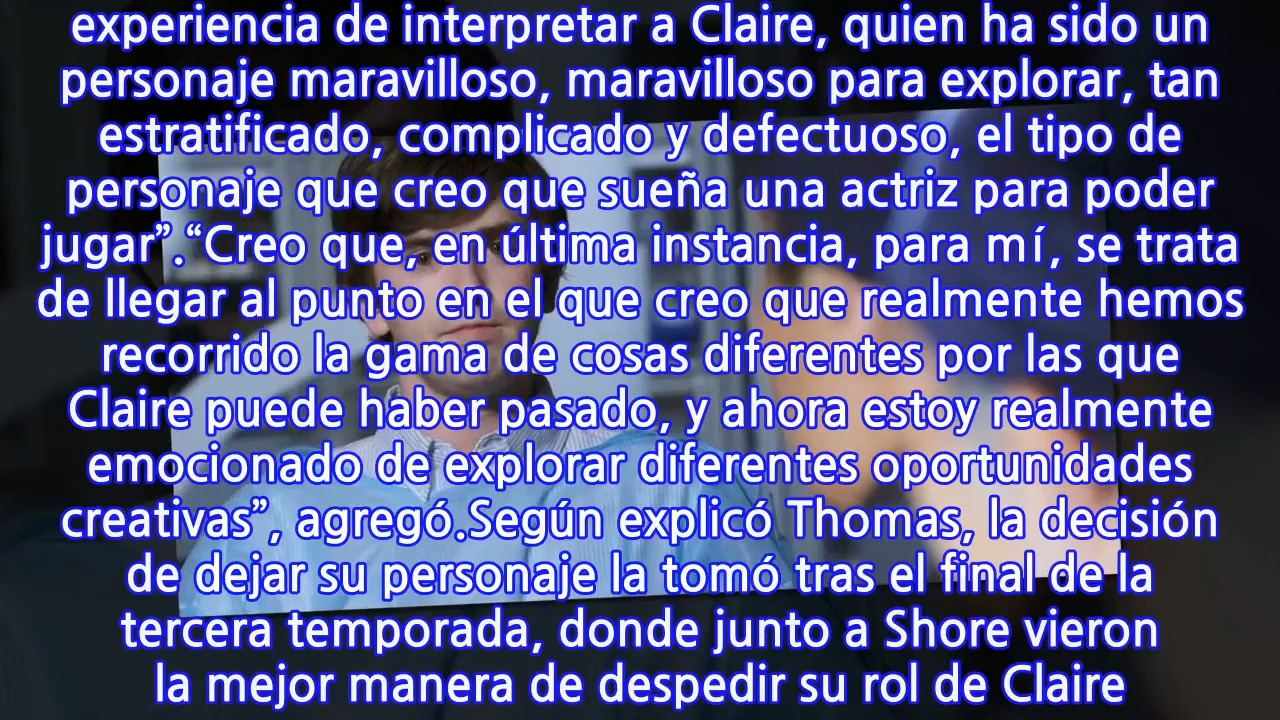 experiencia de interpretar a Claire, quien ha sido un
personaje maravilloso, maravilloso para explorar, tan
estratificado, complicado y defectuoso, el tipo de
personaje que creo que sueña una actriz para poder
jugar”.“Creo que, en última instancia, para mí, se trata
de llegar al punto en el que creo que realmente hemos
recorrido la gama de cosas diferentes por las que
Claire puede haber pasado, y ahora estoy realmente
emocionado de explorar diferentes oportunidades
creativas”, agregó.Según explicó Thomas, la decisión
de dejar su personaje la tomó tras el final de la
tercera temporada, donde junto a Shore vieron
la mejor manera de despedir su rol de Claire